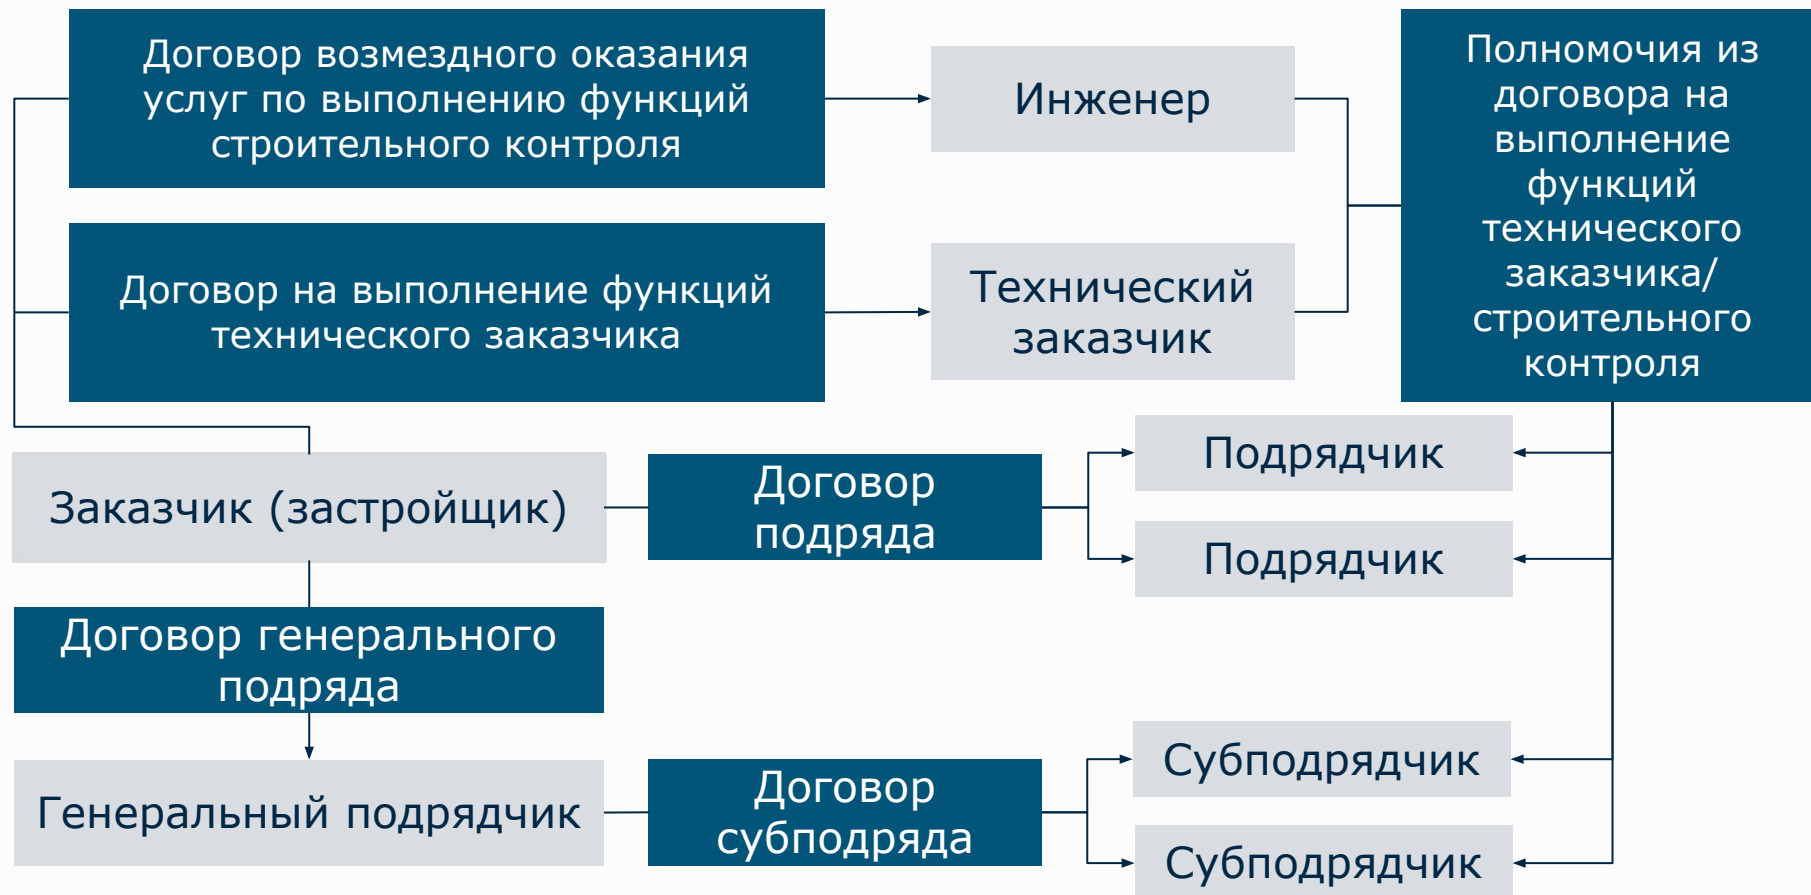 Договор возмездного оказания
услуг по выполнению функций
строительного контроля
Инженер
Полномочия из
договора на
выполнение
функций
технического
заказчика/
строительного
контроля
Договор на выполнение функций
технического заказчика
Технический
заказчик
Заказчик (застройщик)
Договор
подряда
Подрядчик
Подрядчик
Договор генерального
подряда
Генеральный подрядчик
Договор
субподряда
Субподрядчик
Субподрядчик